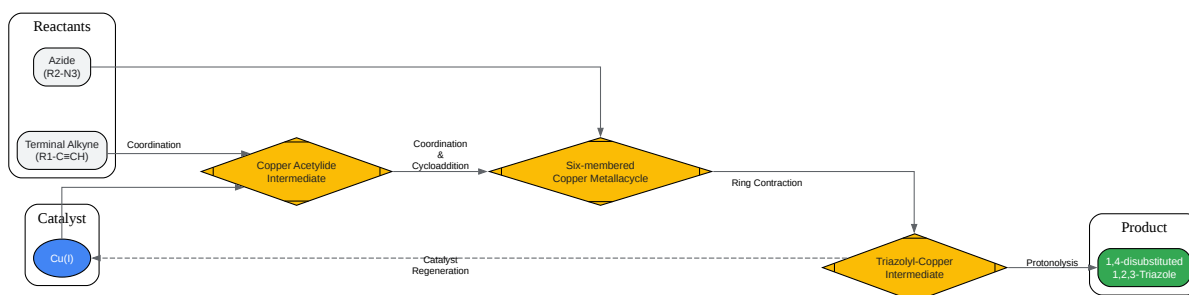 Reactants
Azide
(R2-N3)
Terminal Alkyne
(R1-C≡CH)
Coordination
Copper Acetylide
Intermediate
Coordination
&
Cycloaddition
Six-membered
Copper Metallacycle
Ring Contraction
Catalyst
Cu(I)
Catalyst
Regeneration
Triazolyl-Copper
Intermediate
Protonolysis
Product
1,4-disubstituted
1,2,3-Triazole